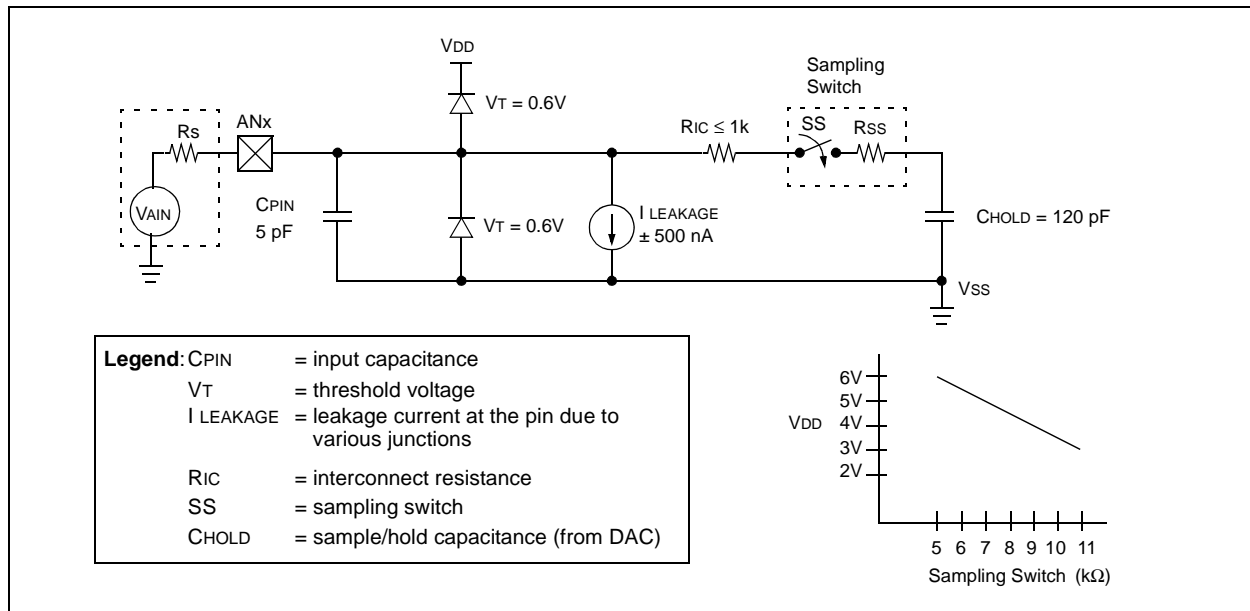 VDD
Sampling
Switch
VT = 0.6V
ANx
RIC ≤ 1k
SS
RSS
Rs
VAIN
CPIN
5 pF
VT = 0.6V
I LEAKAGE
± 500 nA
CHOLD = 120 pF
VSS
Legend: CPIN = input capacitance
VT = threshold voltage
I LEAKAGE = leakage current at the pin due to
various junctions
RIC = interconnect resistance
SS = sampling switch
CHOLD = sample/hold capacitance (from DAC)
6V
5V
VDD
4V
3V
2V
5 6 7 8 9 10 11
Sampling Switch (kΩ)